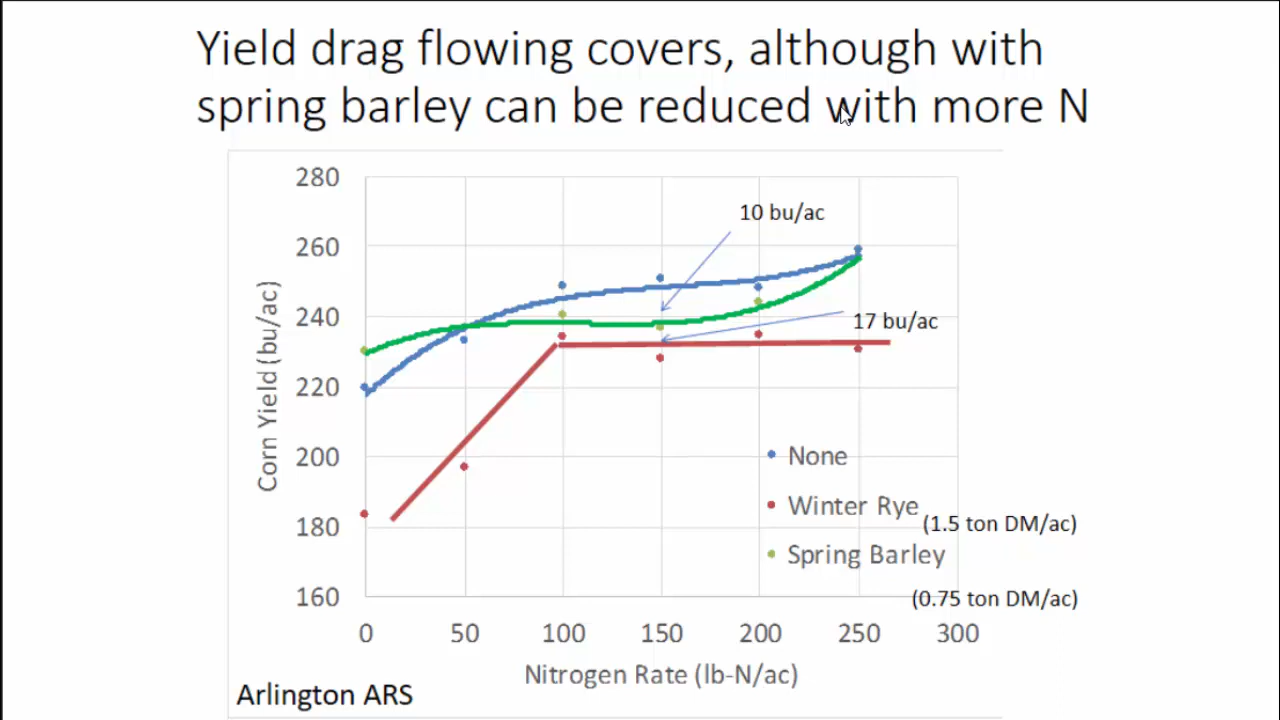 Yield drag flowing covers, although with
spring barley can be reduced with more N
280
260
240
220
200
180
160
Corn Yield (bu/ac)
10 bu/ac
17 bu/ac
None
Winter Rye
(1.5 ton DM/ac)
Spring Barley
(0.75 ton DM/ac)
0 50 100 150 200 250 300
Nitrogen Rate (lb-N/ac)
Arlington ARS